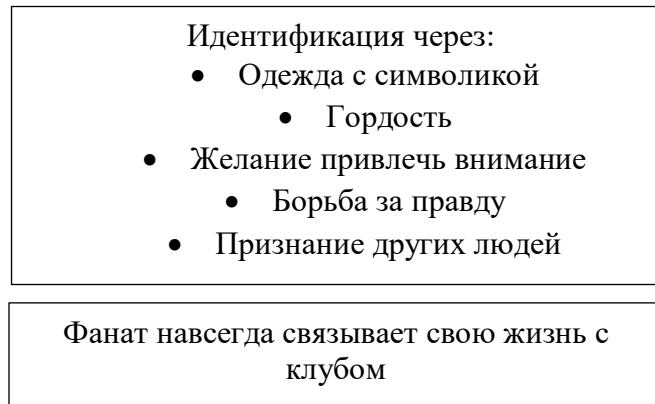 Идентификация через:
• Одежда с символикой
• Гордость
• Желание привлечь внимание
• Борьба за правду
• Признание других людей
Фанат навсегда связывает свою жизнь с
клубом